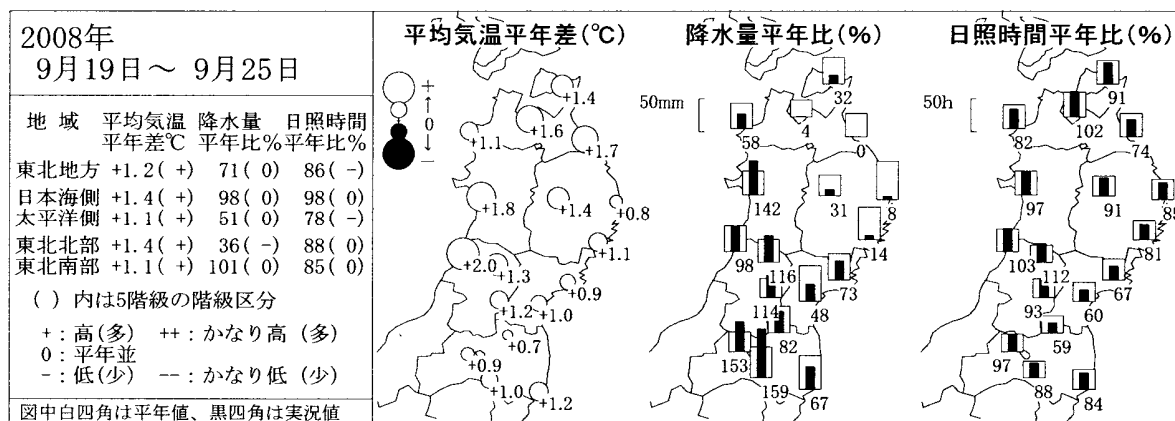 2008年
9月19日～ 9月25日
地 域 平均気温 降水量 日照時間
平年差℃ 平年比% 平年比%
東北地方 +1.2( +) 71( 0) 86( -)
日本海側 +1.4( +) 98( 0) 98( 0)
太平洋側 +1.1( +) 51( 0) 78( -)
東北北部 +1.4( +) 36( -) 88( 0)
東北南部 +1.1( +) 101( 0) 85( 0)
( ) 内は5階級の階級区分
+ : 高(多) ++ : かなり高 (多)
0 : 平年並
- : 低(少) -- : かなり低 (少)
図中白四角は平年値、黒四角は実況値
平均気温平年差(℃)
+
↑
0
↓
-
+1.4
+1.6
+1.1
+1.7
+1.8
+1.4
+0.8
+1.1
+2.0
+1.3
+0.9
+1.2
+1.0
+0.7
+0.9
+1.0
+1.2
降水量平年比(%)
50mm
32
4
58
0
142
31
8
14
98
116
73
114
48
82
153
159
67
日照時間平年比(%)
50h
91
102
82
74
97
91
81
103
112
67
93
60
59
97
88
84